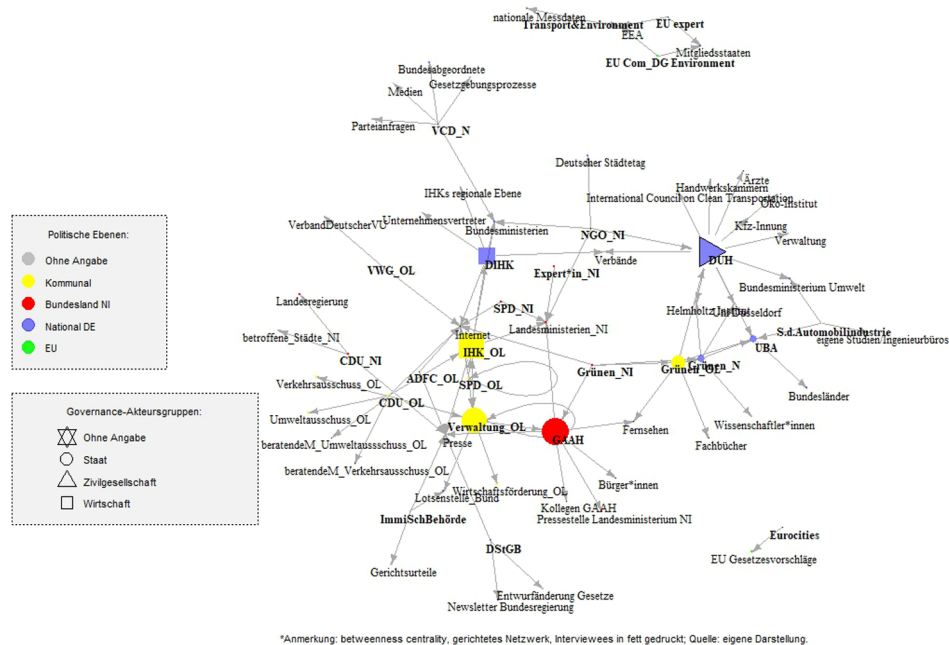 nationale Messdaten
Transport&Environment
EU expert
EEA
Mitgliedsstaaten
EU Com_DG Environment
Bundesabgeordnete
Gesetzgebungsprozesse
Medien
Parteianfragen
VCD_N
Deutscher Städtetag
Ärzte
Handwerkskammern
IHKs regionale Ebene
International Council on Clean Transportation
Öko-Institut
VerbandDeutscherVU
Unternehmensvertreter
Bundesministerien
Kfz-Innung
NGO_NI
Verwaltung
DIHK
Verbände
DUH
VWG_OL
Expert*in_NI
Bundesministerium Umwelt
Landesregierung
SPD_NI
Helmholtz_Institut
Uni Düsseldorf
betroffene_Städte_NI
Internet
Landesministerien_NI
S.d.Automobilindustrie
eigene Studien/Ingenieurbüros
IHK_OL
UBA
CDU_NI
Grünen_N
Grünen_OL
Grünen_NI
Verkehrsausschuss_OL
ADFC_OL
SPD_OL
Bundesländer
CDU_OL
Umweltausschuss_OL
Verwaltung_OL
Fernsehen
Wissenschaftler*innen
beratendeM_Umweltausschuss_OL
Presse
GAAH
Fachbücher
beratendeM_Verkehrsausschuss_OL
Bürger*innen
Wirtschaftsförderung_OL
Lotsenstelle_Bund
Kollegen GAAH
ImmiSchBehörde
Pressestelle Landesministerium NI
Eurocities
DStGB
EU Gesetzesvorschläge
Gerichtsurteile
Entwurfänderung Gesetze
Newsletter Bundesregierung
Politische Ebenen:
Ohne Angabe
Kommunal
Bundesland NI
National DE
EU
Governance-Akteursgruppen:
Ohne Angabe
Staat
Zivilgesellschaft
Wirtschaft
*Anmerkung: betweenness centrality, gerichtetes Netzwerk, Interviewees in fett gedruckt; Quelle: eigene Darstellung.